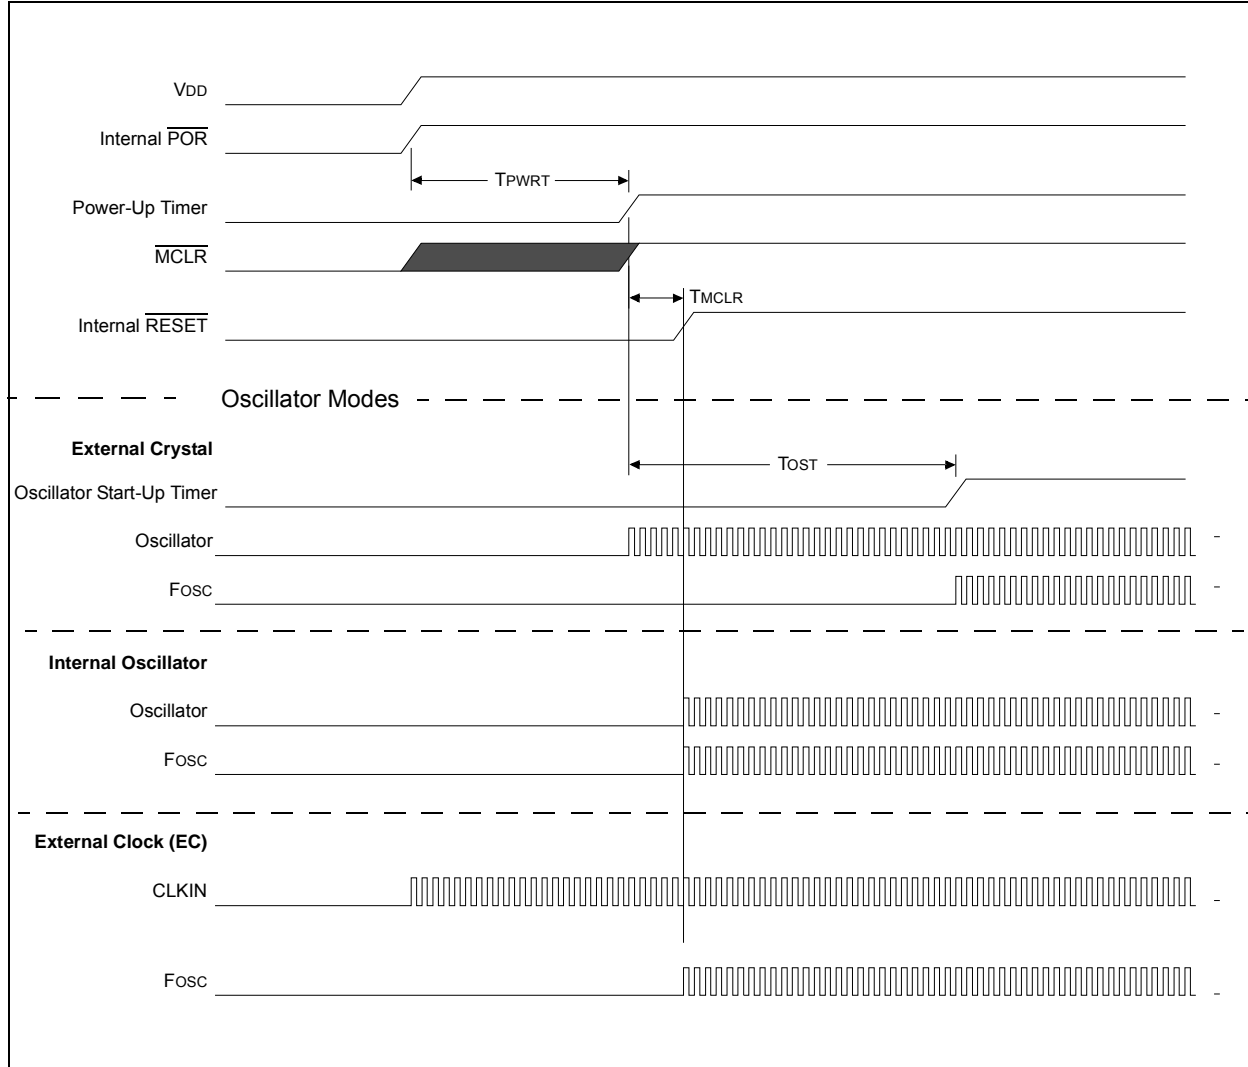 VDD
Internal POR
TPWRT
Power-Up Timer
MCLR
TMCLR
Internal RESET
Oscillator Modes
External Crystal
TOST
Oscillator Start-Up Timer
Oscillator
FOSC
Internal Oscillator
Oscillator
FOSC
External Clock (EC)
CLKIN
FOSC